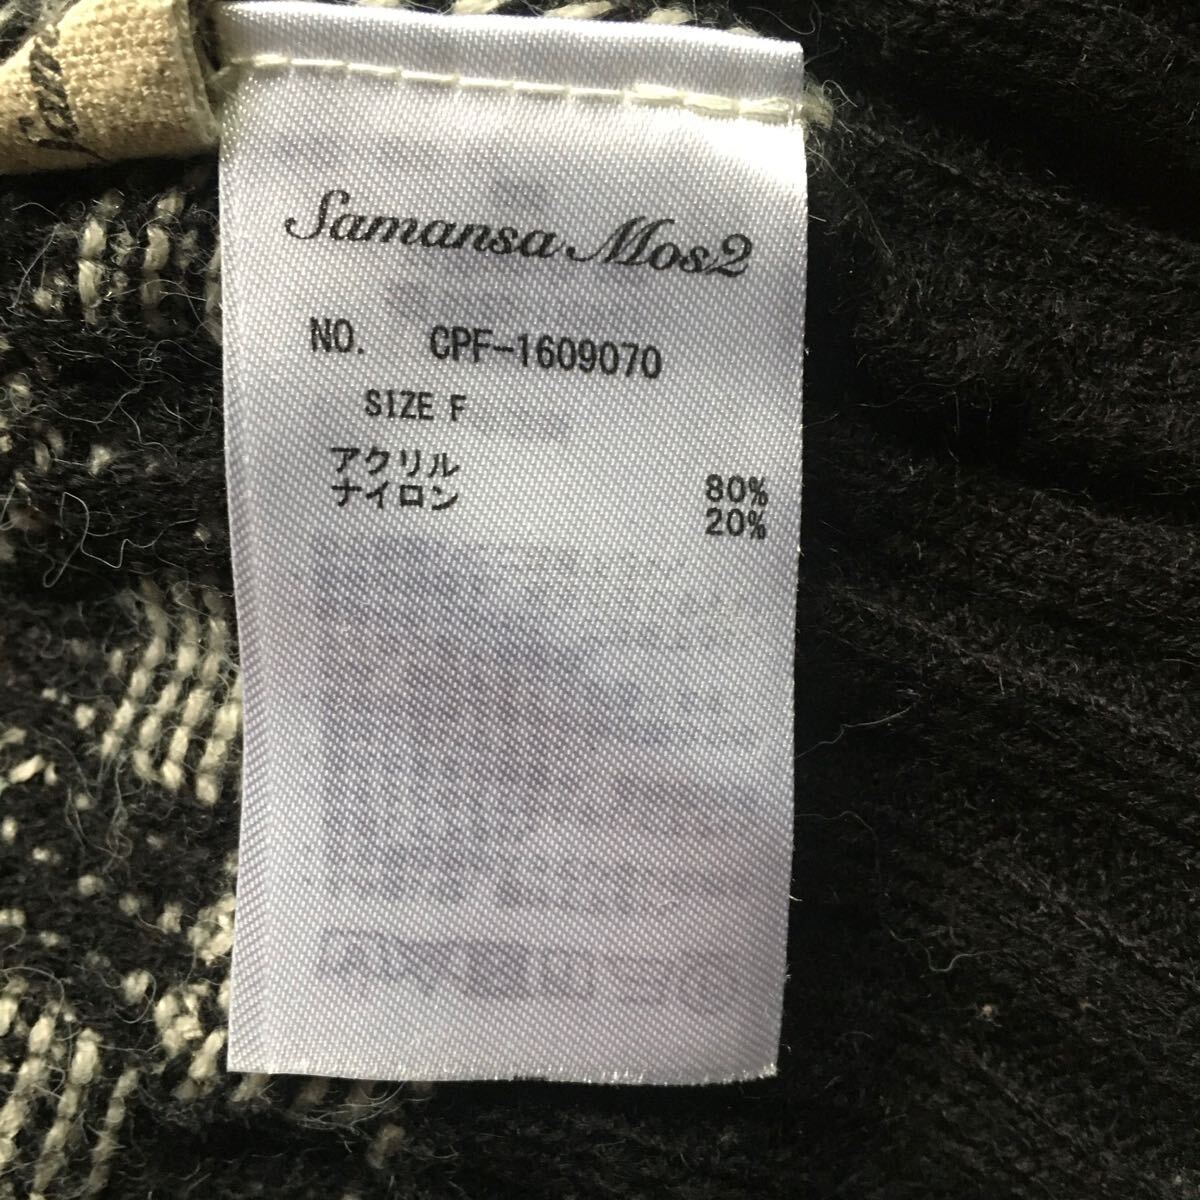 Samansa Mos2
NO. CPF-1609070
SIZE F
アクリル 80%
ナイロン 20%